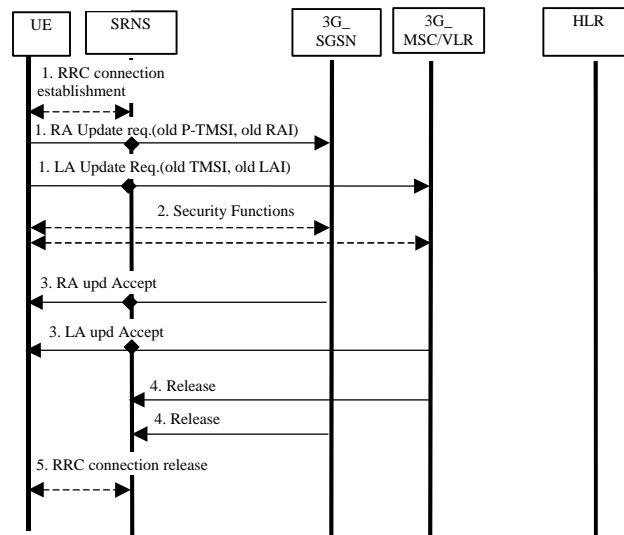 UE
SRNS
3G_
SGSN
3G_
MSC/VLR
HLR
1. RRC connection
establishment
1. RA Update req.(old P-TMSI, old RAI)
1. LA Update Req.(old TMSI, old LAI)
2. Security Functions
3. RA upd Accept
3. LA upd Accept
4. Release
4. Release
5. RRC connection release